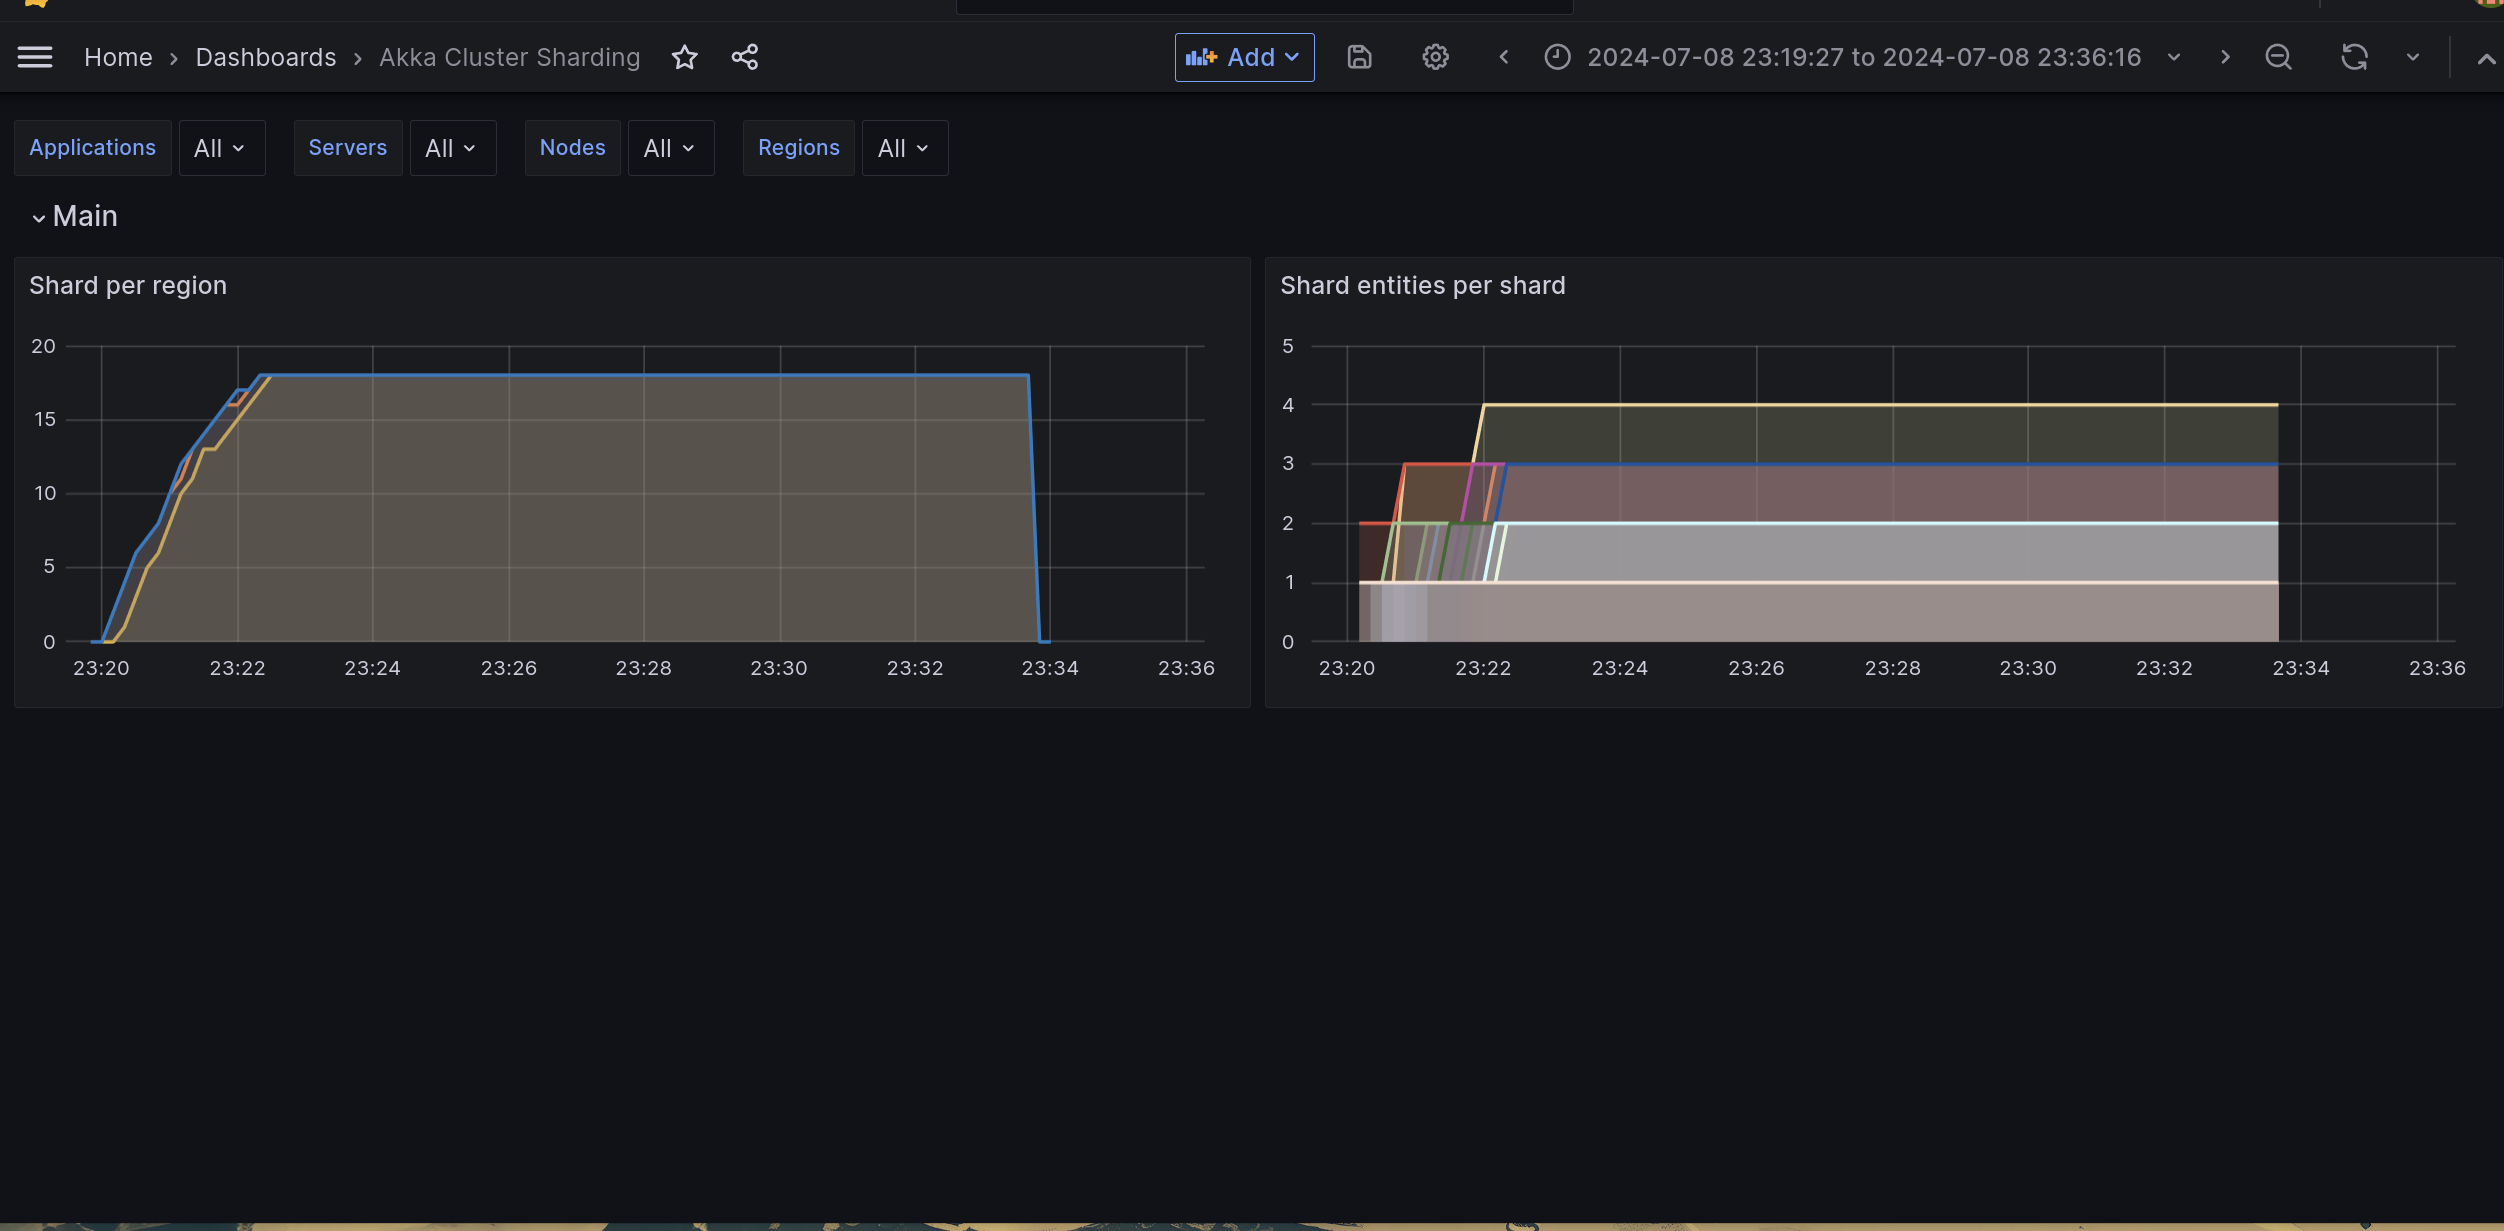 Home › Dashboards › Akka Cluster Sharding
Add
2024-07-08 23:19:27 to 2024-07-08 23:36:16
Applications All Servers All Nodes All Regions All
Main
Shard per region
20
15
10
5
0
23:20 23:22 23:24 23:26 23:28 23:30 23:32 23:34 23:36
Shard entities per shard
5
4
3
2
1
0
23:20 23:22 23:24 23:26 23:28 23:30 23:32 23:34 23:36